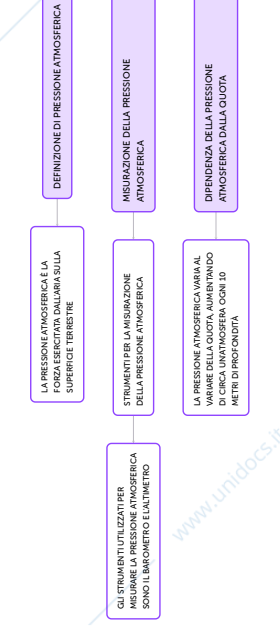 DEFINIZIONE DI PRESSIONE ATMOSFERICA
LA PRESSIONE ATMOSFERICA È LA
FORZA ESERCITATA DALL'ARIA SULLA
SUPERFICIE TERRESTRE
MISURAZIONE DELLA PRESSIONE
ATMOSFERICA
STRUMENTI PER LA MISURAZIONE
DELLA PRESSIONE ATMOSFERICA
GLI STRUMENTI UTILIZZATI PER
MISURARE LA PRESSIONE ATMOSFERICA
SONO IL BAROMETRO E L'ALTIMETRO
DIPENDENZA DELLA PRESSIONE
ATMOSFERICA DALLA QUOTA
LA PRESSIONE ATMOSFERICA VARIA AL
VARIARE DELLA QUOTA, AUMENTANDO
DI CIRCA UN'ATMOSFERA OGNI 10
METRI DI PROFONDITÀ
www.unidocs.it